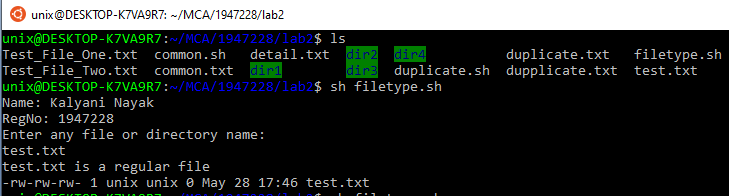 unix@DESKTOP-K7VA9R7: ~/MCA/1947228/lab2
unix@DESKTOP-K7VA9R7:~/MCA/1947228/lab2$ ls
Test_File_One.txt common.sh detail.txt dir2 dir4 duplicate.txt filetype.sh
Test_File_Two.txt common.txt dir1 dir3 duplicate.sh dupplicate.txt test.txt
unix@DESKTOP-K7VA9R7:~/MCA/1947228/lab2$ sh filetype.sh
Name: Kalyani Nayak
RegNo: 1947228
Enter any file or directory name:
test.txt
test.txt is a regular file
-rw-rw-rw- 1 unix unix 0 May 28 17:46 test.txt